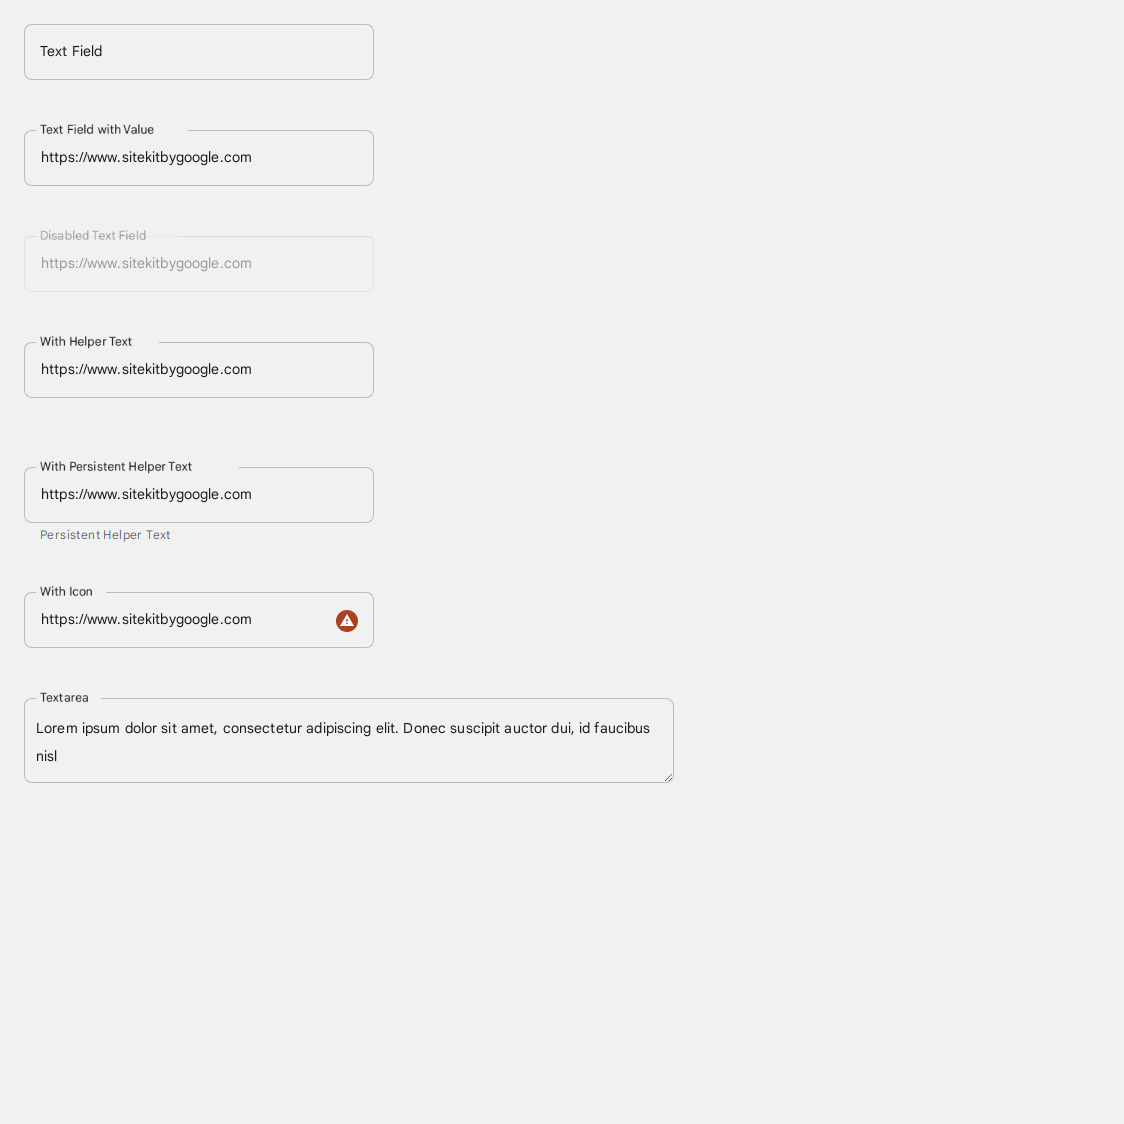 Text Field
Text Field with Value
https://www.sitekitbygoogle.com
Disabled Text Field
https://www.sitekitbygoogle.com
With Helper Text
https://www.sitekitbygoogle.com
With Persistent Helper Text
https://www.sitekitbygoogle.com
Persistent Helper Text
With Icon
https://www.sitekitbygoogle.com
Textarea
Lorem ipsum dolor sit amet, consectetur adipiscing elit. Donec suscipit auctor dui, id faucibus
nisl